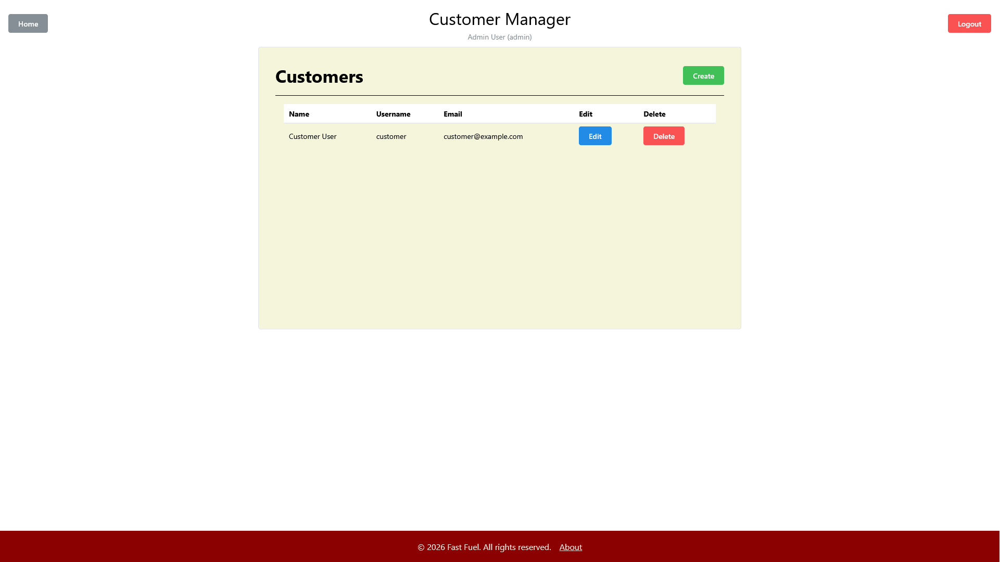 Home
Customer Manager
Logout
Admin User (admin)
Customers
Create
Name Username Email Edit Delete
Customer User customer customer@example.com Edit Delete
© 2026 Fast Fuel. All rights reserved. About